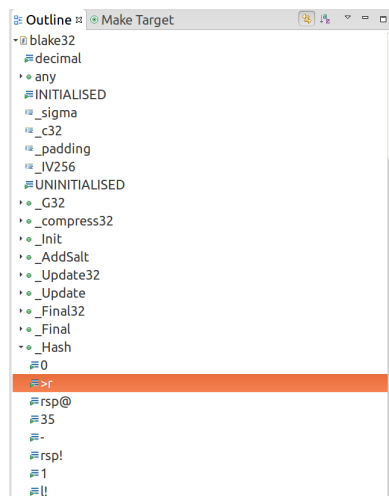 Outline Make Target
blake32
decimal
any
INITIALISED
_sigma
_c32
_padding
_IV256
UNINITIALISED
_G32
_compress32
_Init
_AddSalt
_Update32
_Update
_Final32
_Final
_Hash
0
>r
rsp@
35
-
rsp!
1
l!